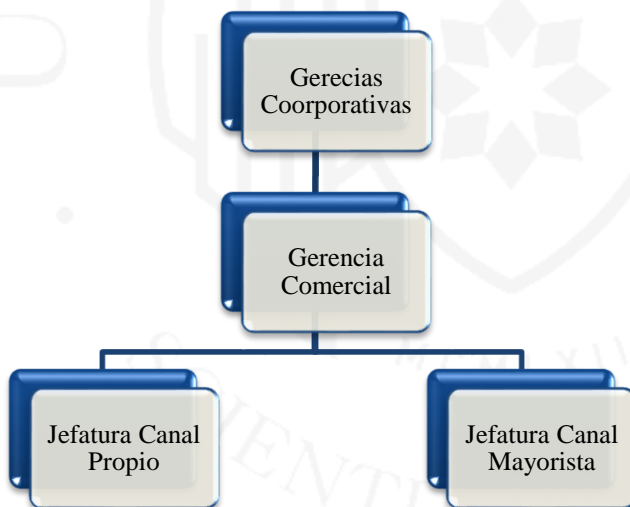 Gerecias
Coorporativas
Gerencia
Comercial
Jefatura Canal
Propio
Jefatura Canal
Mayorista